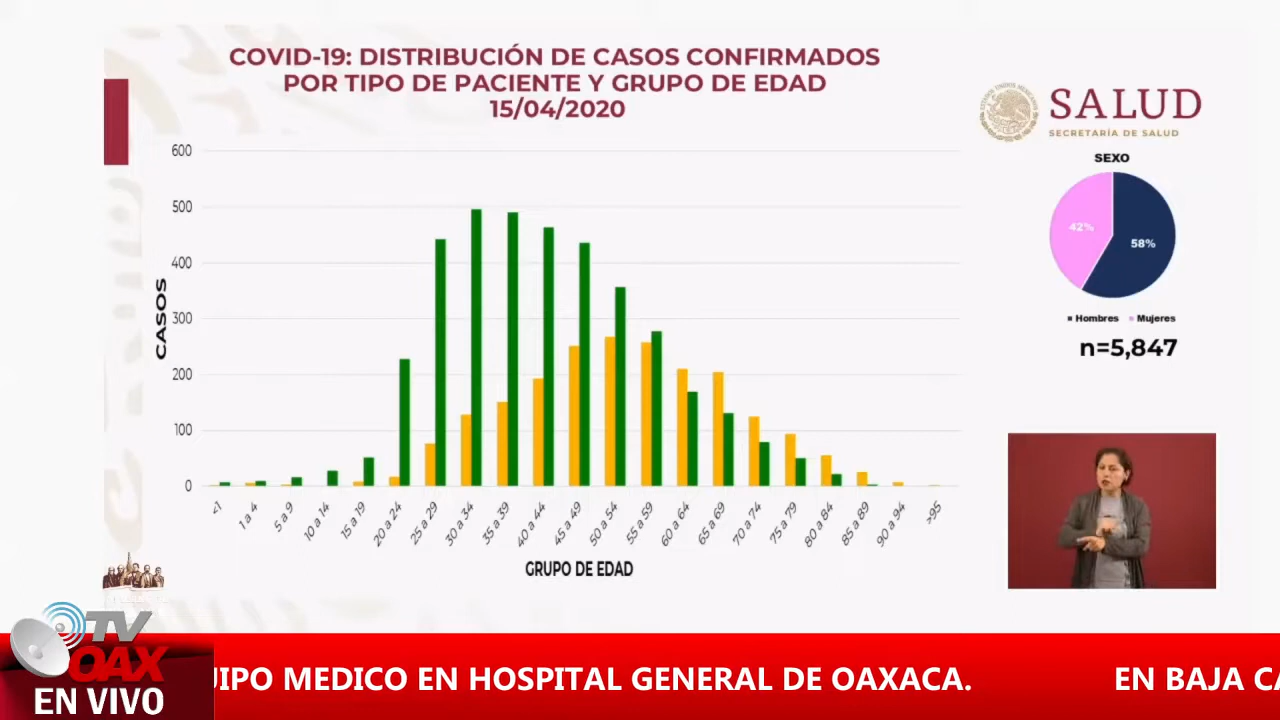 COVID-19: DISTRIBUCIÓN DE CASOS CONFIRMADOS
POR TIPO DE PACIENTE Y GRUPO DE EDAD
15/04/2020
SALUD
SECRETARÍA DE SALUD
SEXO
42%
58%
Hombres Mujeres
n=5,847
CASOS
600
500
400
300
200
100
0
<1
1 a 4
5 a 9
10 a 14
15 a 19
20 a 24
25 a 29
30 a 34
35 a 39
40 a 44
45 a 49
50 a 54
55 a 59
60 a 64
65 a 69
70 a 74
75 a 79
80 a 84
85 a 89
90 a 94
>95
GRUPO DE EDAD
TV
OAX
EN VIVO
UIPO MEDICO EN HOSPITAL GENERAL DE OAXACA. EN BAJA CA